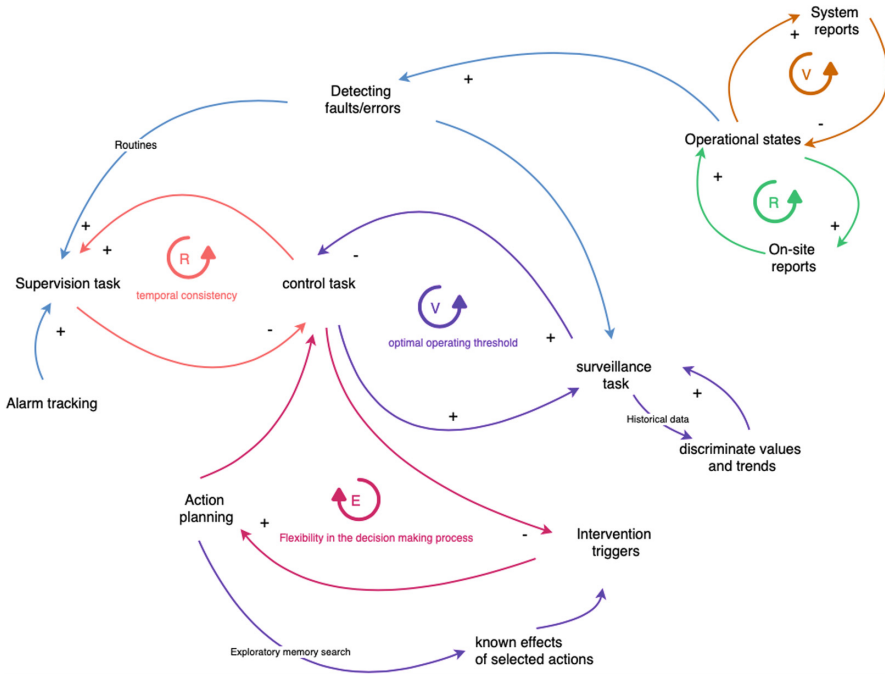 System
reports
+
V
-
Detecting
faults/errors
+
Operational states
+
R
+
On-site
reports
Routines
+
+
R
temporal consistency
Supervision task
control task
-
-
+
V
optimal operating threshold
+
+
Alarm tracking
surveillance
task
+
Historical data
discriminate values
and trends
Action
planning
+
E
Flexibility in the decision making process
-
Intervention
triggers
Exploratory memory search
known effects
of selected actions